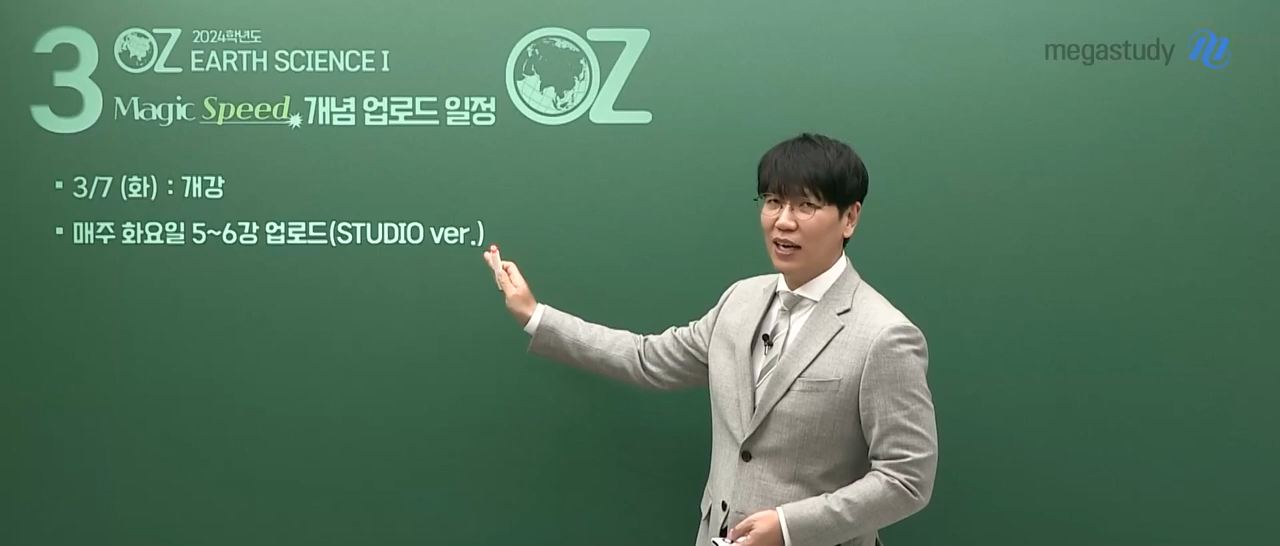 3
OZ 2024학년도
EARTH SCIENCE I
Magic Speed 개념 업로드 일정
OZ
megastudy
▪ 3/7 (화) : 개강
▪ 매주 화요일 5~6강 업로드(STUDIO ver.)